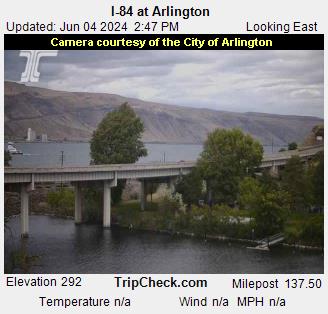 I-84 at Arlington
Updated: Jun 04 2024 2:47 PM Looking East
Camera courtesy of the City of Arlington
Elevation 292 TripCheck.com Milepost 137.50
Temperature n/a Wind n/a MPH n/a